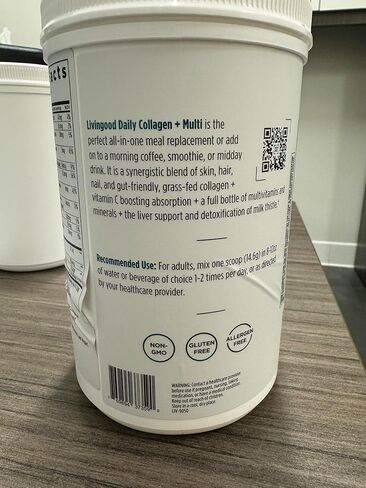 acts
Livingood Daily Collagen + Multi is the
perfect all-in-one meal replacement or add
on to a morning coffee, smoothie, or midday
drink. It is a synergistic blend of skin, hair,
nail, and gut-friendly, grass-fed collagen +
vitamin C boosting absorption + a full bottle of multivitamins and
minerals + the liver support and detoxification of milk thistle.
Recommended Use: For adults, mix one scoop (14.6g) in 8-12oz
of water or beverage of choice 1-2 times per day, or as directed
by your healthcare provider.
NON-
GMO
GLUTEN
FREE
ALLERGEN
FREE
WARNING: Contact a healthcare provider
before use if pregnant, nursing, taking
medication, or have a medical condition.
Keep out of reach of children.
Store in a cool, dry place.
LIV-9050